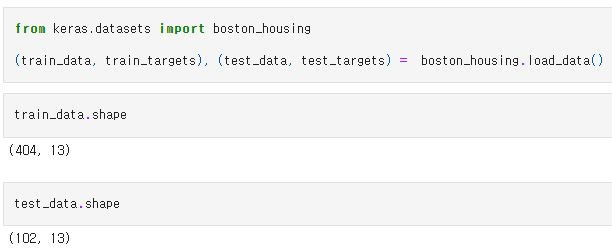 from keras.datasets import boston_housing
(train_data, train_targets), (test_data, test_targets) = boston_housing.load_data()
train_data.shape
(404, 13)
test_data.shape
(102, 13)